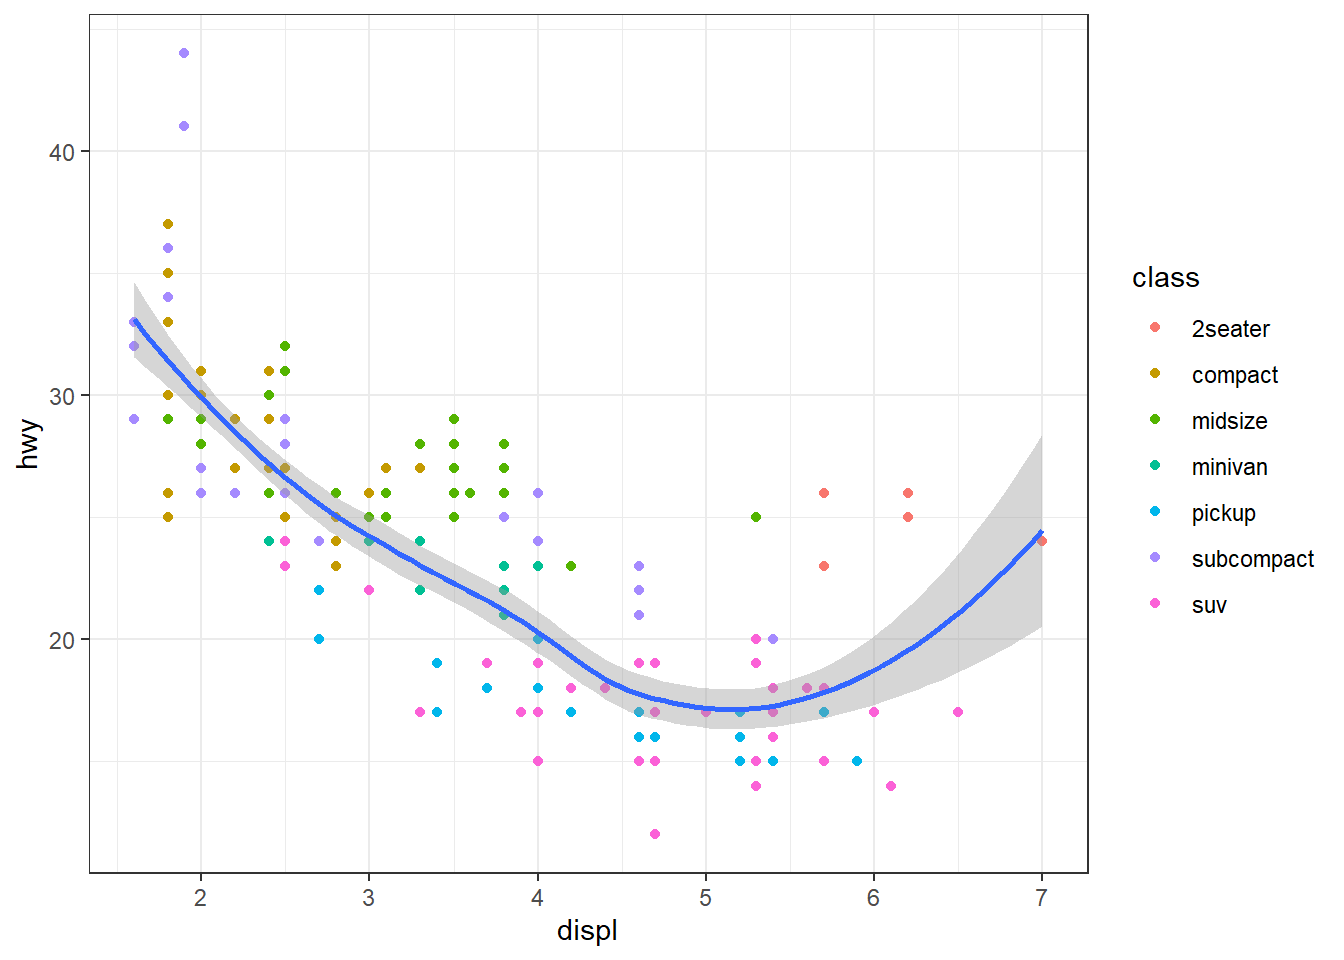 40
30
20
hwy
2
3
4
5
6
7
displ
class
2seater
compact
midsize
minivan
pickup
subcompact
suv